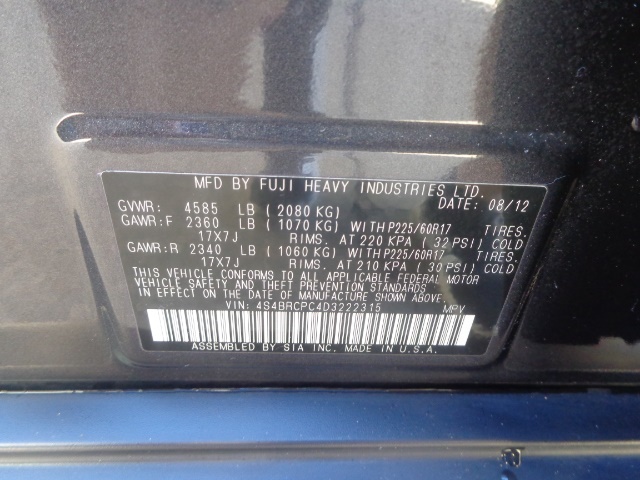 MFD BY FUJI HEAVY INDUSTRIES LTD.
GVWR: 4585 LB ( 2080 KG) DATE: 08/12
GAWR:F 2360 LB ( 1070 KG) WITH P225/60R17 TIRES.
17X7J RIMS. AT 220 KPA ( 32 PSI) COLD
GAWR:R 2340 LB ( 1060 KG) WITH P225/60R17 TIRES.
17X7J RIMS. AT 210 KPA ( 30 PSI) COLD
THIS VEHICLE CONFORMS TO ALL APPLICABLE FEDERAL MOTOR
VEHICLE SAFETY AND THEFT PREVENTION STANDARDS
IN EFFECT ON THE DATE OF MANUFACTURE SHOWN ABOVE.
VIN: 4S4BRCPC4D3222315 MPV
ASSEMBLED BY SIA INC. MADE IN U.S.A.